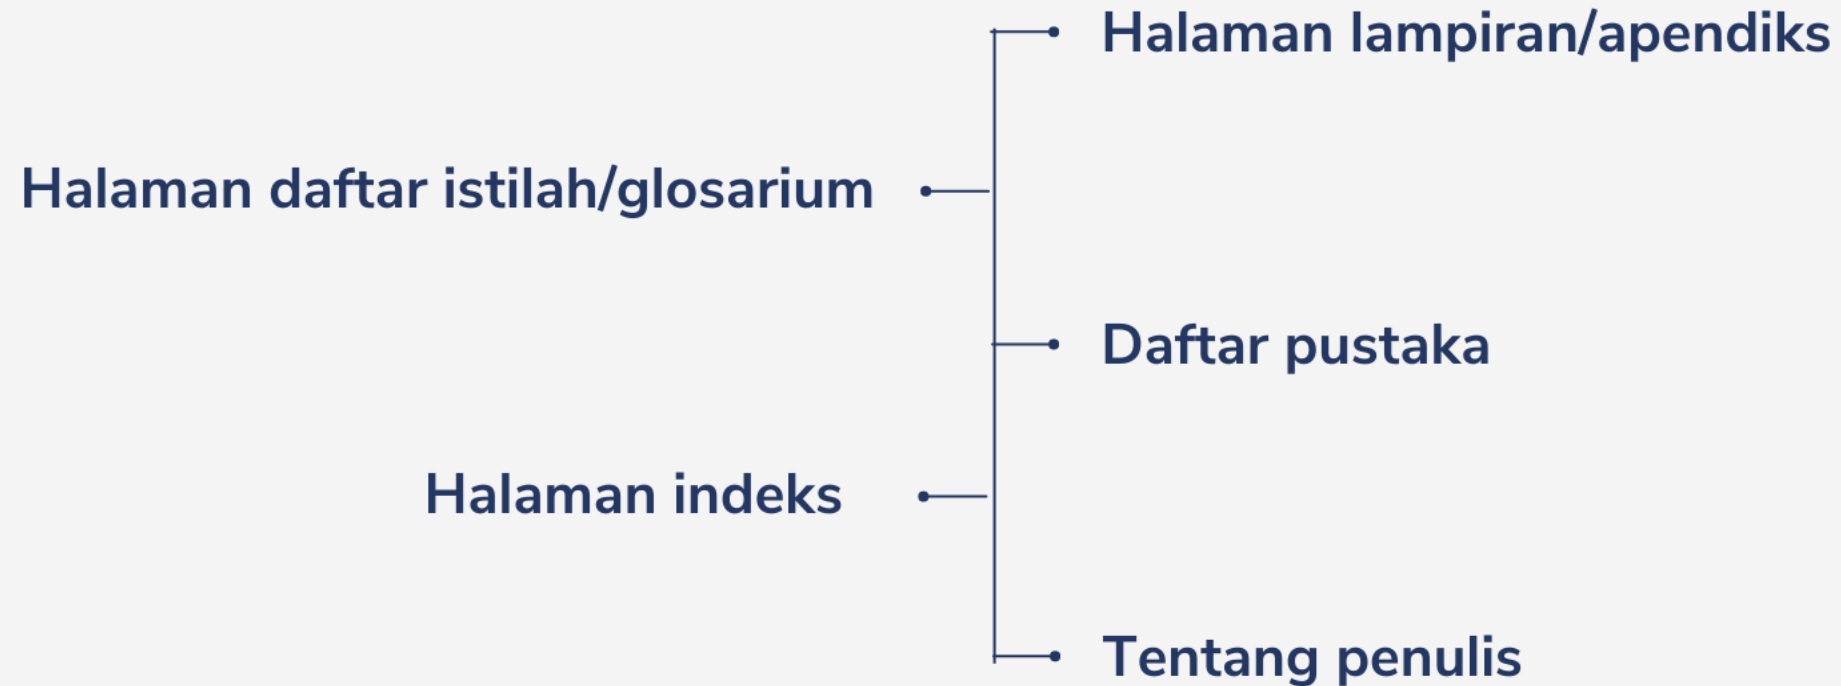 Halaman lampiran/apendiks
Halaman daftar istilah/glosarium
Daftar pustaka
Halaman indeks
Tentang penulis